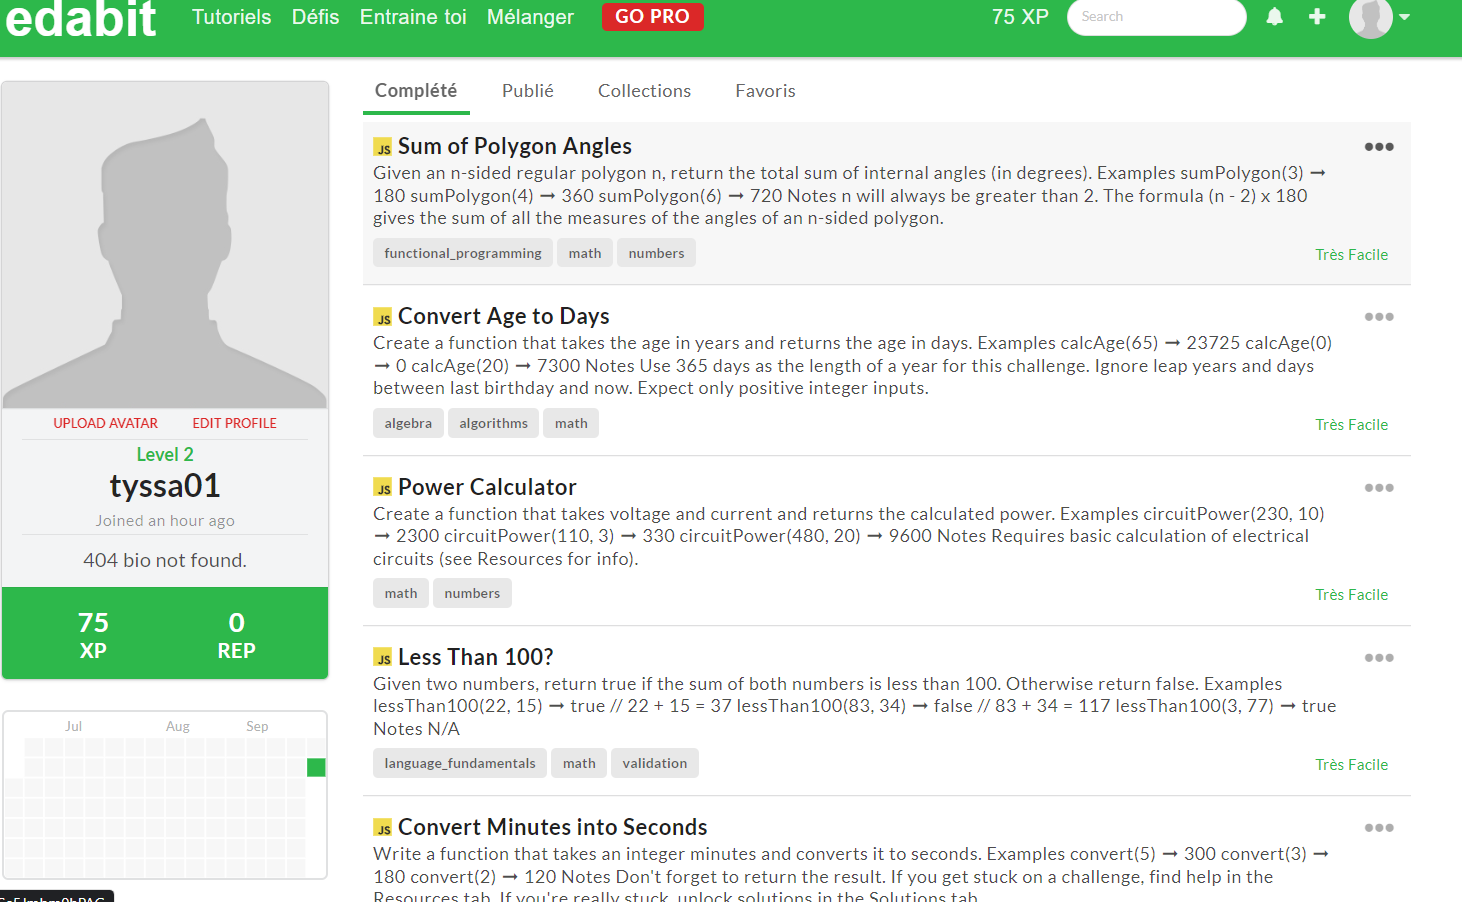 edabit Tutoriels Défis Entraine toi Mélanger GO PRO 75 XP Search
Complété Publié Collections Favoris
JS Sum of Polygon Angles
Given an n-sided regular polygon n, return the total sum of internal angles (in degrees). Examples sumPolygon(3) ➞
180 sumPolygon(4) ➞ 360 sumPolygon(6) ➞ 720 Notes n will always be greater than 2. The formula (n - 2) x 180
gives the sum of all the measures of the angles of an n-sided polygon.
functional_programming math numbers
Très Facile
JS Convert Age to Days
Create a function that takes the age in years and returns the age in days. Examples calcAge(65) ➞ 23725 calcAge(0)
➞ 0 calcAge(20) ➞ 7300 Notes Use 365 days as the length of a year for this challenge. Ignore leap years and days
between last birthday and now. Expect only positive integer inputs.
algebra algorithms math
Très Facile
JS Power Calculator
Create a function that takes voltage and current and returns the calculated power. Examples circuitPower(230, 10)
➞ 2300 circuitPower(110, 3) ➞ 330 circuitPower(480, 20) ➞ 9600 Notes Requires basic calculation of electrical
circuits (see Resources for info).
math numbers
Très Facile
JS Less Than 100?
Given two numbers, return true if the sum of both numbers is less than 100. Otherwise return false. Examples
lessThan100(22, 15) ➞ true // 22 + 15 = 37 lessThan100(83, 34) ➞ false // 83 + 34 = 117 lessThan100(3, 77) ➞ true
Notes N/A
language_fundamentals math validation
Très Facile
JS Convert Minutes into Seconds
Write a function that takes an integer minutes and converts it to seconds. Examples convert(5) ➞ 300 convert(3) ➞
180 convert(2) ➞ 120 Notes Don't forget to return the result. If you get stuck on a challenge, find help in the
Resources tab. If you're really stuck, unlock solutions in the Solutions tab.
UPLOAD AVATAR EDIT PROFILE
Level 2
tyssa01
Joined an hour ago
404 bio not found.
75 0
XP REP
Jul Aug Sep